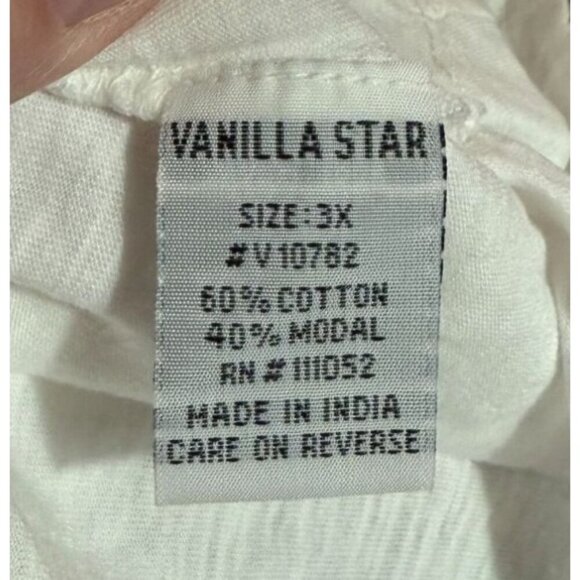 VANILLA STAR
SIZE: 3X
# V10782
60% COTTON
40% MODAL
RN # 111052
MADE IN INDIA
CARE ON REVERSE